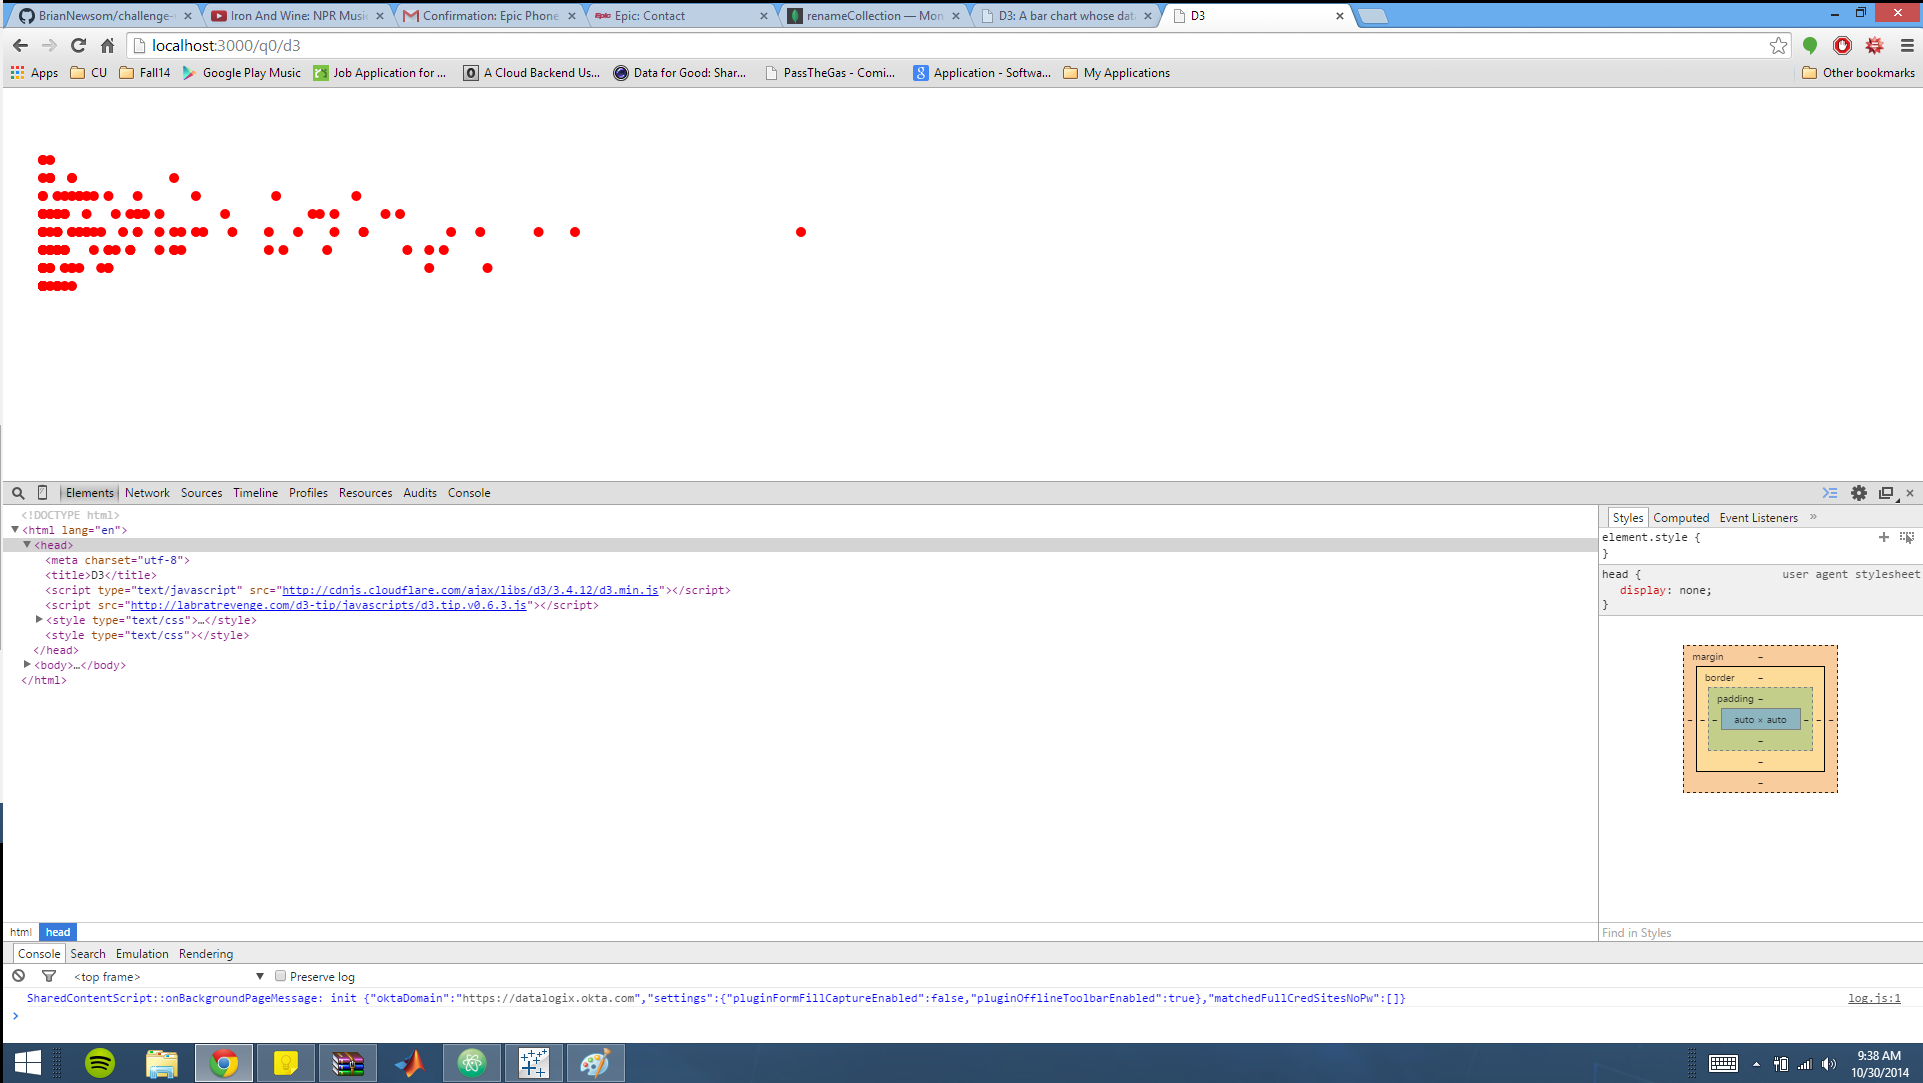 BrianNewsom/challenge-
Iron And Wine: NPR Music
Confirmation: Epic Phone
Epic: Contact
renameCollection — Mon
D3: A bar chart whose data
D3
localhost:3000/q0/d3
Apps CU Fall14 Google Play Music Job Application for ... A Cloud Backend Us... Data for Good: Shar... PassTheGas - Comi... Application - Softwa... My Applications Other bookmarks
Elements Network Sources Timeline Profiles Resources Audits Console
<!DOCTYPE html>
<html lang="en">
<head>
<meta charset="utf-8">
<title>D3</title>
<script type="text/javascript" src="http://cdnjs.cloudflare.com/ajax/libs/d3/3.4.12/d3.min.js"></script>
<script src="http://labratrevenge.com/d3-tip/javascripts/d3.tip.v0.6.3.js"></script>
<style type="text/css">…</style>
<style type="text/css"></style>
</head>
<body>…</body>
</html>
Styles Computed Event Listeners »
element.style {
}
head { user agent stylesheet
display: none;
}
margin –
border –
padding –
– – – auto × auto – – –
–
–
–
html head
Find in Styles
Console Search Emulation Rendering
<top frame> Preserve log
SharedContentScript::onBackgroundPageMessage: init {"oktaDomain":"https://datalogix.okta.com","settings":{"pluginFormFillCaptureEnabled":false,"pluginOfflineToolbarEnabled":true},"matchedFullCredSitesNoPw":[]} log.js:1
>
9:38 AM
10/30/2014